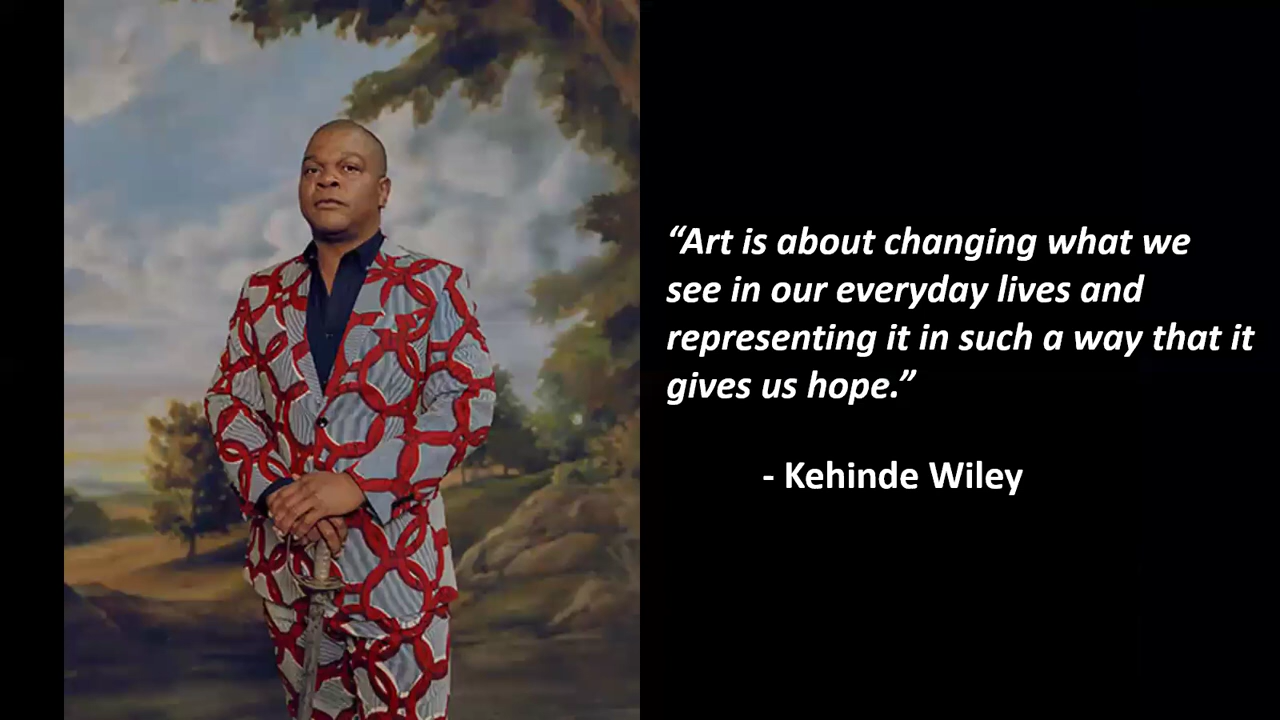 “Art is about changing what we
see in our everyday lives and
representing it in such a way that it
gives us hope.”
- Kehinde Wiley